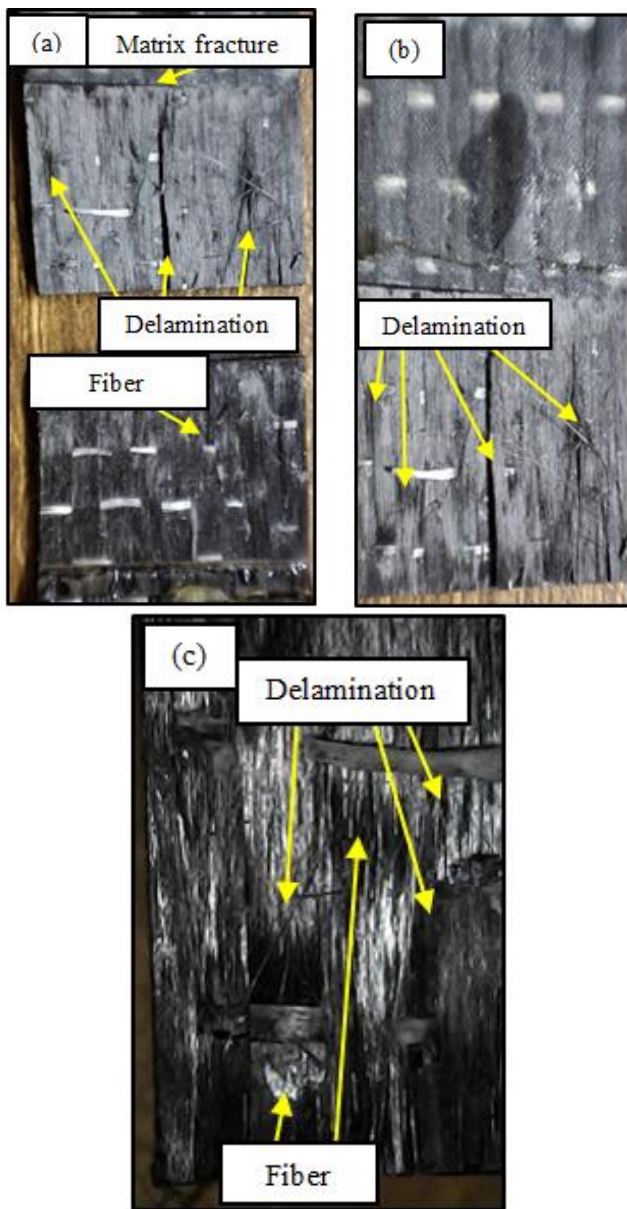 (a)
Matrix fracture
(b)
Delamination
Delamination
Fiber
(c)
Delamination
Fiber